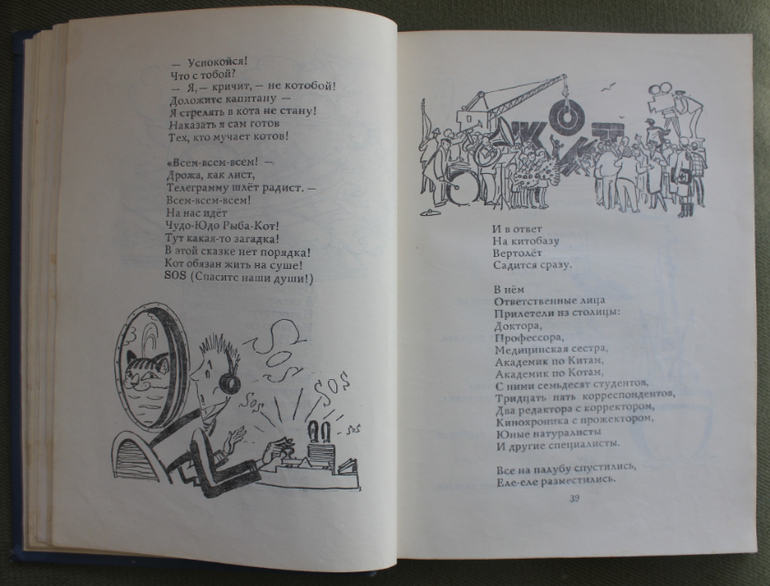 — Успокойся!
Что с тобой?
— Я, — кричит, — не котобой!
Доложите капитану —
Я стрелять в кота не стану!
Наказать я сам готов
Тех, кто мучает котов!
«Всем-всем-всем! —
Дрожа, как лист,
Телеграмму шлёт радист. —
Всем-всем-всем!
На нас идёт
Чудо-Юдо Рыба-Кот!
Тут какая-то загадка!
В этой сказке нет порядка!
Кот обязан жить на суше!
SOS (Спасите наши души!)
SOS
SOS
SOS
SOS
КОТ
И в ответ
На китобазу
Вертолёт
Садится сразу.
В нём
Ответственные лица
Прилетели из столицы:
Доктора,
Профессора,
Медицинская сестра,
Академик по Китам,
Академик по Котам,
С ними семьдесят студентов,
Тридцать пять корреспондентов,
Два редактора с корректором,
Кинохроника с прожектором,
Юные натуралисты
И другие специалисты.
Все на палубу спустились,
Еле-еле разместились.
39